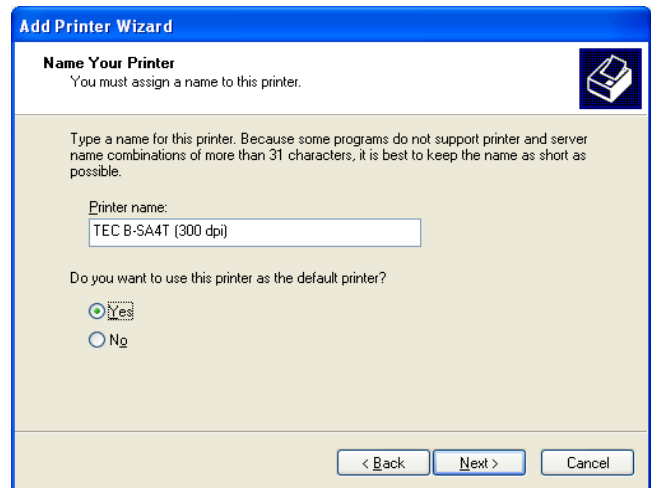 Add Printer Wizard
Name Your Printer
You must assign a name to this printer.
Type a name for this printer. Because some programs do not support printer and server
name combinations of more than 31 characters, it is best to keep the name as short as
possible.
Printer name:
TEC B-SA4T (300 dpi)
Do you want to use this printer as the default printer?
Yes
No
< Back Next > Cancel